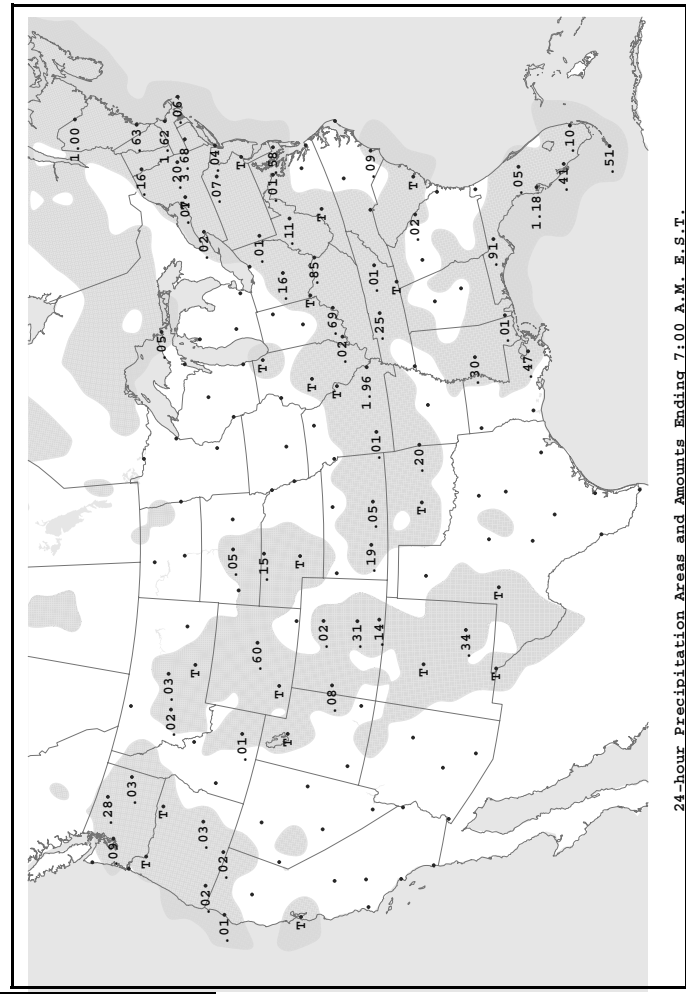 1.00
.28
.09
.03
.63
.16
T
.05
T
1.62
.02 .03
.20
.06
3.68
T
.03
.02
.02
.07 .04
.01 .02
.05
T
.01
.60
.01
T
.15
.01 .58
T
.16
T
.11
T
T
T
T
.85
T
.02
.69
.08
T
.02
.31
1.96
.09
.19 .05
.01
.01
.14
.25
T
T
.02
.20
T
T
.34
.30
.91
T
T
.01
.05
.47
1.18
.41
.10
.51
24-hour Precipitation Areas and Amounts Ending 7:00 A.M. E.S.T.